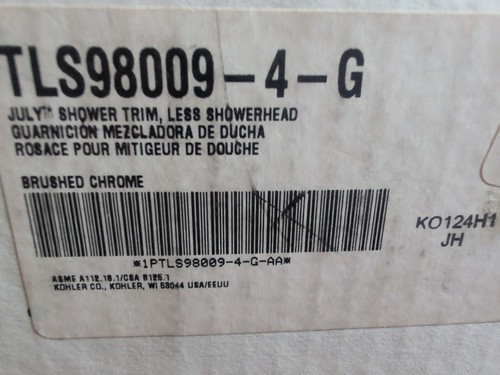 TLS98009-4-G
JULY™ SHOWER TRIM, LESS SHOWERHEAD
GUARNICIÓN MEZCLADORA DE DUCHA
ROSACE POUR MITIGEUR DE DOUCHE
BRUSHED CHROME
*1PTLS98009-4-G-AA*
KO124H1
JH
ASME A112.18.1/CSA B125.1
KOHLER CO., KOHLER, WI 53044 USA/EEUU